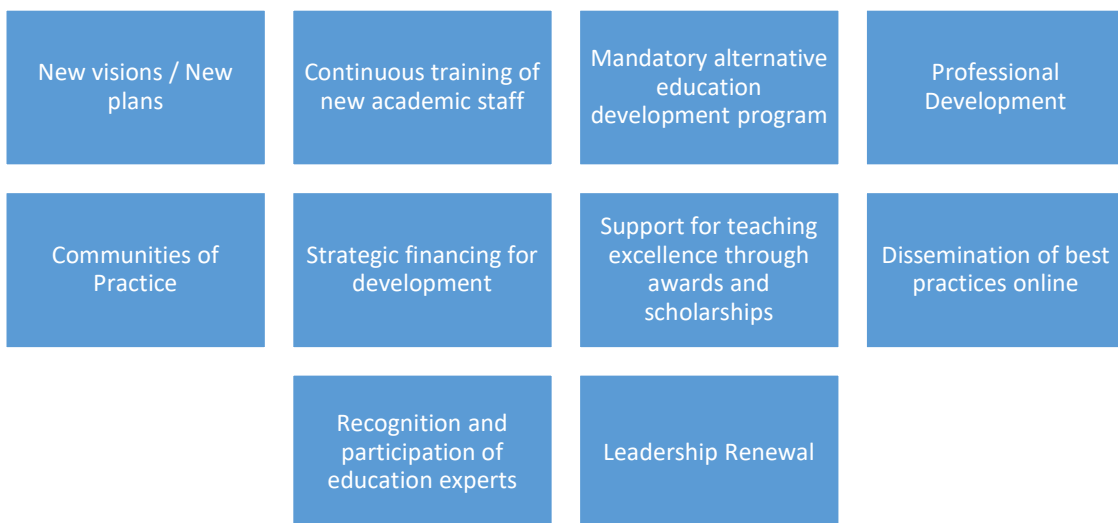 New visions / New
plans
Continuous training of
new academic staff
Mandatory alternative
education
development program
Professional
Development
Communities of
Practice
Strategic financing for
development
Support for teaching
excellence through
awards and
scholarships
Dissemination of best
practices online
Recognition and
participation of
education experts
Leadership Renewal